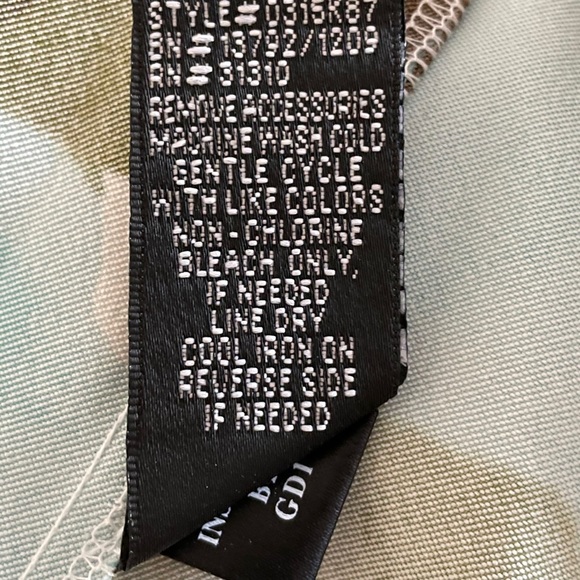 STYLE# 0316K87
BN# 13792/1209
RN# 31310
REMOVE ACCESSORIES
MACHINE WASH COLD
GENTLE CYCLE
WITH LIKE COLORS
NON-CHLORINE
BLEACH ONLY,
IF NEEDED
LINE DRY
COOL IRON ON
REVERSE SIDE
IF NEEDED
GDI